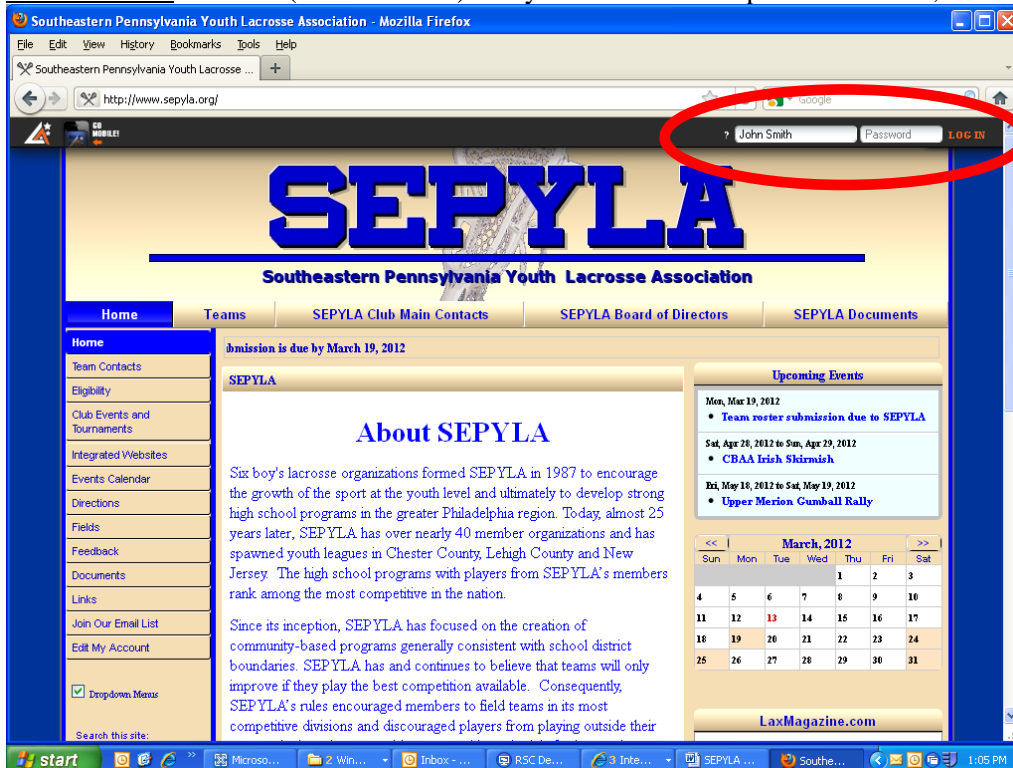 Southeastern Pennsylvania Youth Lacrosse Association - Mozilla Firefox
File Edit View History Bookmarks Tools Help
Southeastern Pennsylvania Youth Lacrosse ... +
http://www.sepyla.org/
Google
GO MOBILE!
? John Smith Password LOG IN
SEPYLA
Southeastern Pennsylvania Youth Lacrosse Association
Home Teams SEPYLA Club Main Contacts SEPYLA Board of Directors SEPYLA Documents
Home
Team Contacts
Eligibility
Club Events and
Tournaments
Integrated Websites
Events Calendar
Directions
Fields
Feedback
Documents
Links
Join Our Email List
Edit My Account
Dropdown Menus
Search this site:
bmission is due by March 19, 2012
SEPYLA
About SEPYLA
Six boy's lacrosse organizations formed SEPYLA in 1987 to encourage
the growth of the sport at the youth level and ultimately to develop strong
high school programs in the greater Philadelphia region. Today, almost 25
years later, SEPYLA has over nearly 40 member organizations and has
spawned youth leagues in Chester County, Lehigh County and New
Jersey. The high school programs with players from SEPYLA's members
rank among the most competitive in the nation.
Since its inception, SEPYLA has focused on the creation of
community-based programs generally consistent with school district
boundaries. SEPYLA has and continues to believe that teams will only
improve if they play the best competition available. Consequently,
SEPYLA's rules encouraged members to field teams in its most
competitive divisions and discouraged players from playing outside their
Upcoming Events
Mon, Mar 19, 2012
Team roster submission due to SEPYLA
Sat, Apr 28, 2012 to Sun, Apr 29, 2012
CBAA Irish Skirmish
Fri, May 18, 2012 to Sat, May 19, 2012
Upper Merion Gumball Rally
<< March, 2012 >>
Sun Mon Tue Wed Thu Fri Sat
1 2 3
4 5 6 7 8 9 10
11 12 13 14 15 16 17
18 19 20 21 22 23 24
25 26 27 28 29 30 31
LaxMagazine.com
start Microso... 2 Win... Inbox - ... RSC De... 3 Inte... SEPYLA ... Southe... 1:05 PM